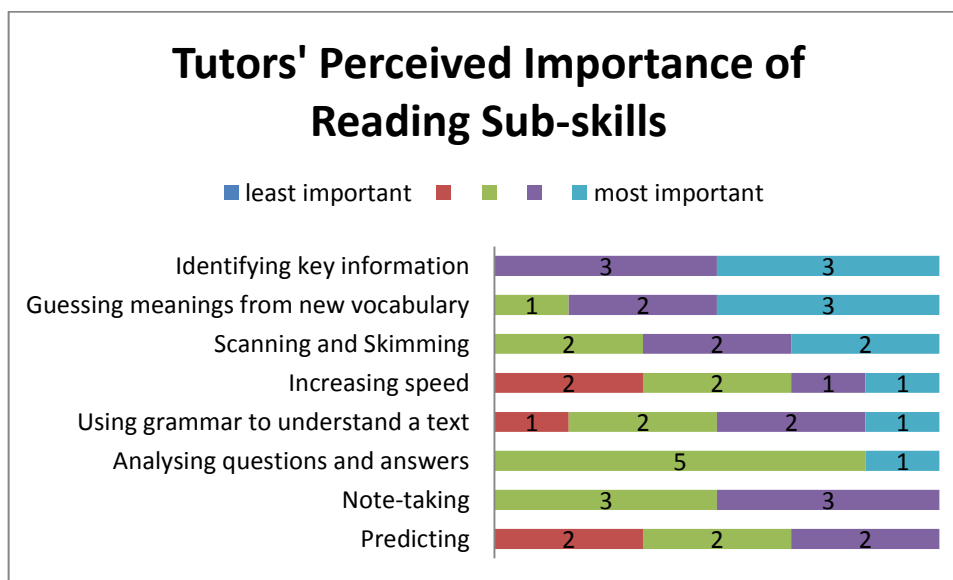 Tutors' Perceived Importance of
Reading Sub-skills
least important most important
Identifying key information 3 3
Guessing meanings from new vocabulary 1 2 3
Scanning and Skimming 2 2 2
Increasing speed 2 2 1 1
Using grammar to understand a text 1 2 2 1
Analysing questions and answers 5 1
Note-taking 3 3
Predicting 2 2 2